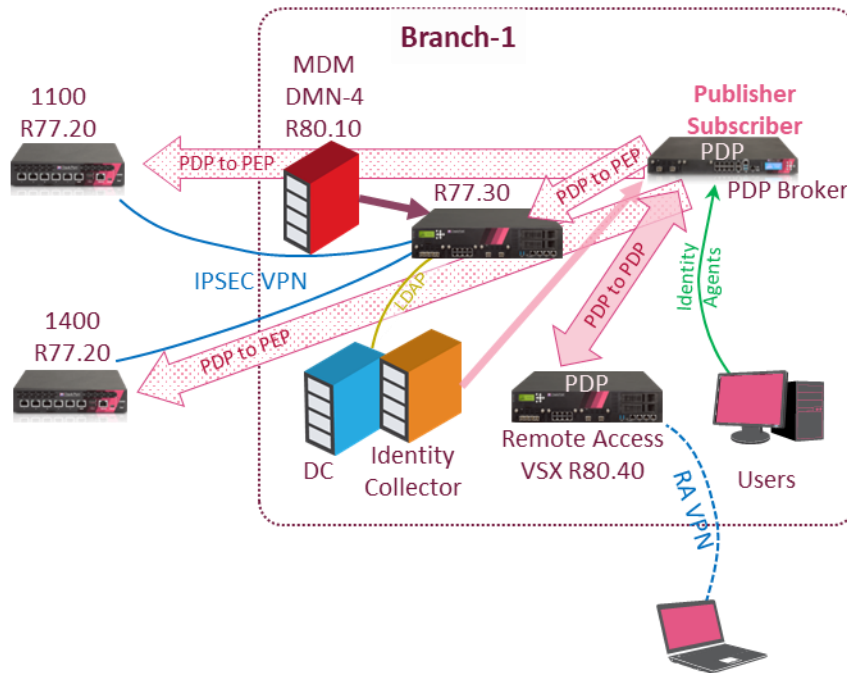 Branch-1
MDM
DMN-4
R80.10
1100
R77.20
Publisher
Subscriber
PDP
PDP Broker
PDP to PEP
PDP to PEP
R77.30
IPSEC VPN
LDAP
PDP to PDP
Identity
Agents
1400
R77.20
PDP to PEP
PDP
DC
Identity
Collector
Remote Access
VSX R80.40
Users
RA VPN